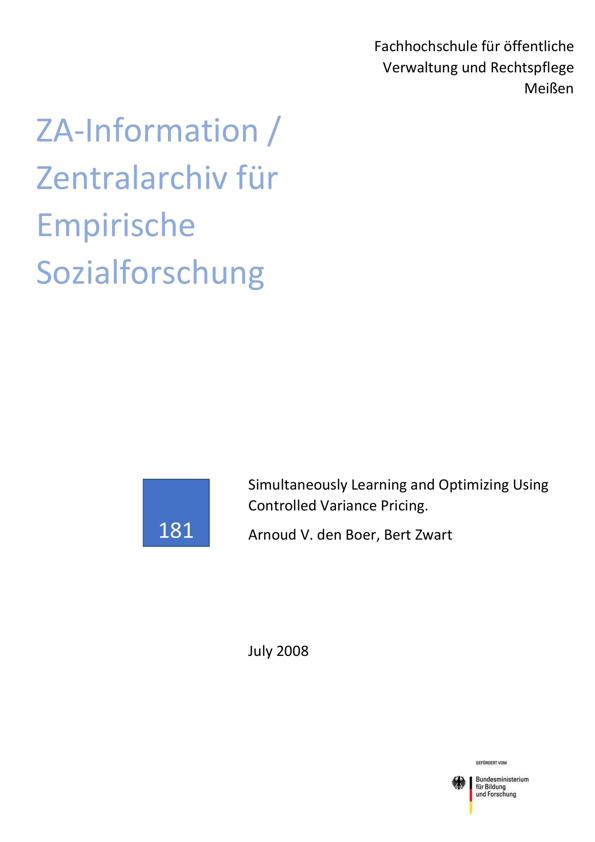 Fachhochschule für öffentliche
Verwaltung und Rechtspflege
Meißen
ZA-Information /
Zentralarchiv für
Empirische
Sozialforschung
181
Simultaneously Learning and Optimizing Using
Controlled Variance Pricing.
Arnoud V. den Boer, Bert Zwart
July 2008
GEFÖRDERT VOM
Bundesministerium
für Bildung
und Forschung